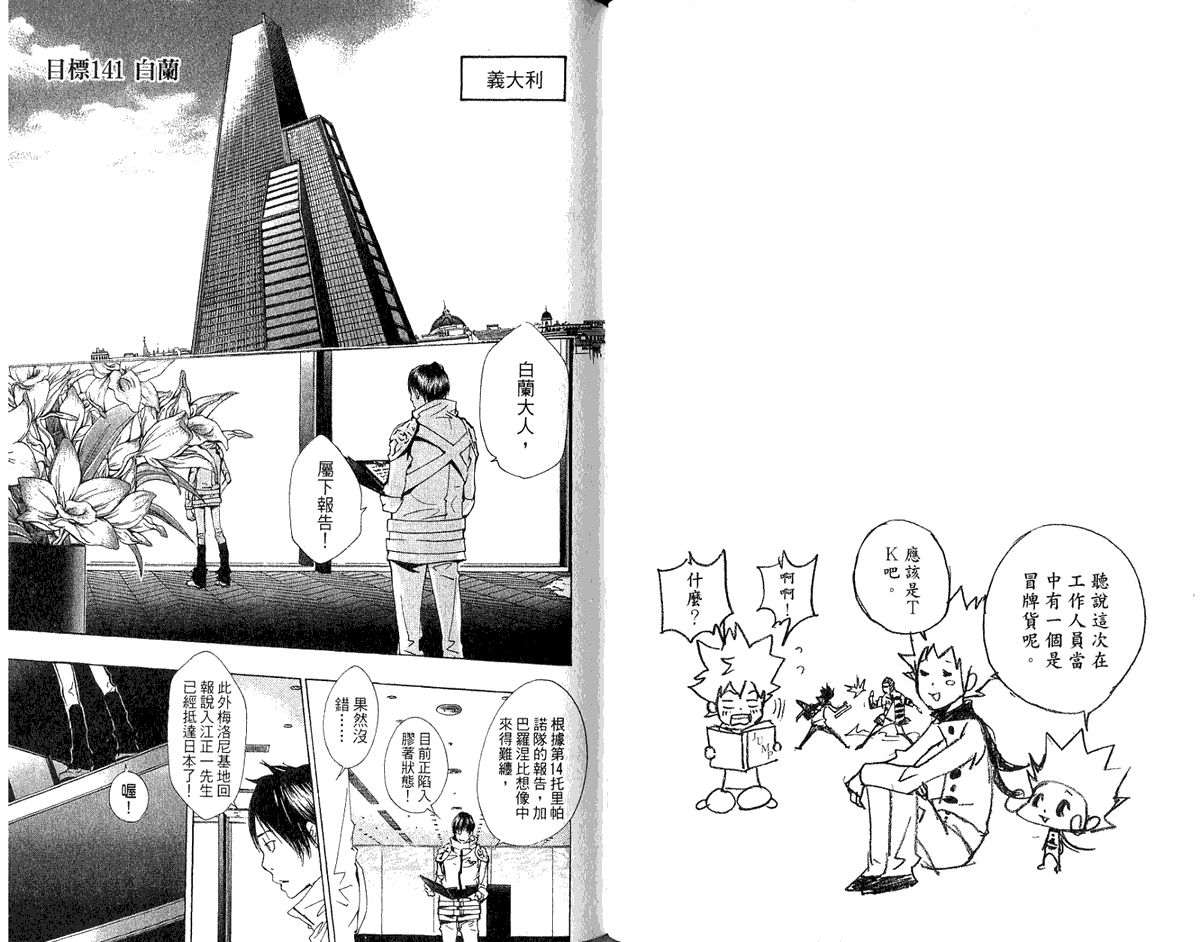 聽說這次在
工作人員當
中有一個是
冒牌貨呢。
應該是T
K吧。
啊啊!
什麼?
JUMP
目標141 白蘭
義大利
白蘭大人，
屬下報告!
根據第14托里帕
諾隊的報告，加
巴羅涅比想像中
來得難纏，
目前正陷入
膠著狀態!
果然沒
錯……
此外梅洛尼基地回
報說入江正一先生
已經抵達日本了!
喔!